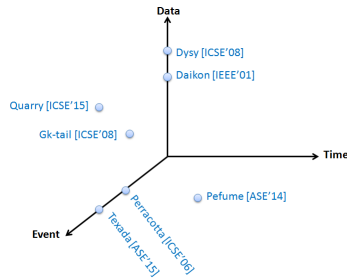 Data
Dysy [ICSE'08]
Daikon [IEEE'01]
Quarry [ICSE'15]
Gk-tail [ICSE'08]
Time
Pefume [ASE'14]
Perracotta [ICSE'06]
Texada [ASE'15]
Event